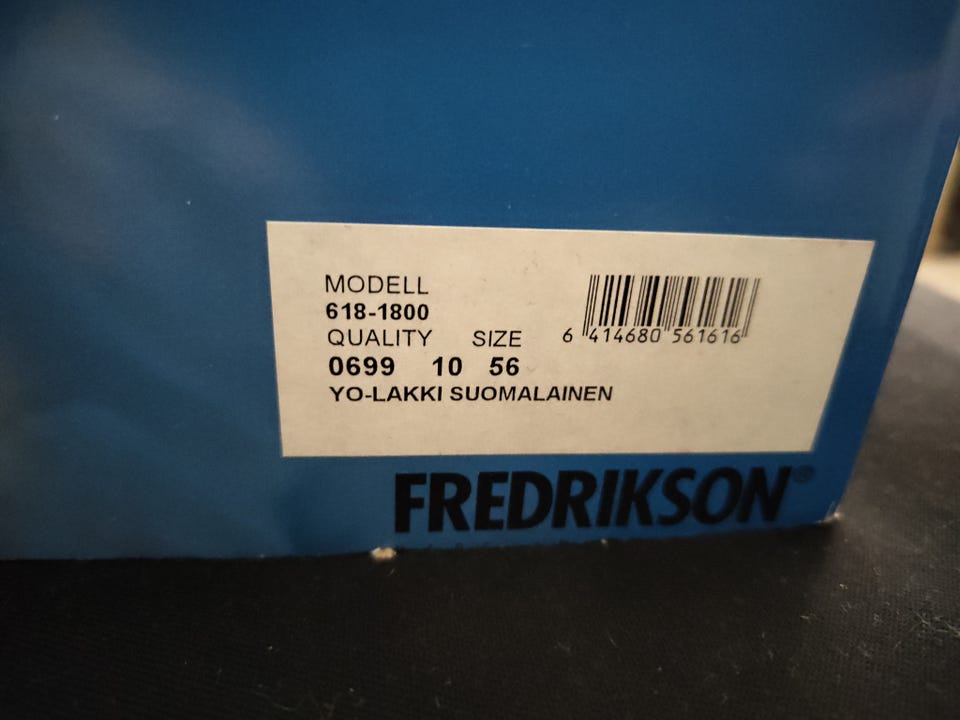 MODELL
618-1800
QUALITY SIZE
0699 10 56
YO-LAKKI SUOMALAINEN
6 414680 561616
FREDRIKSON®